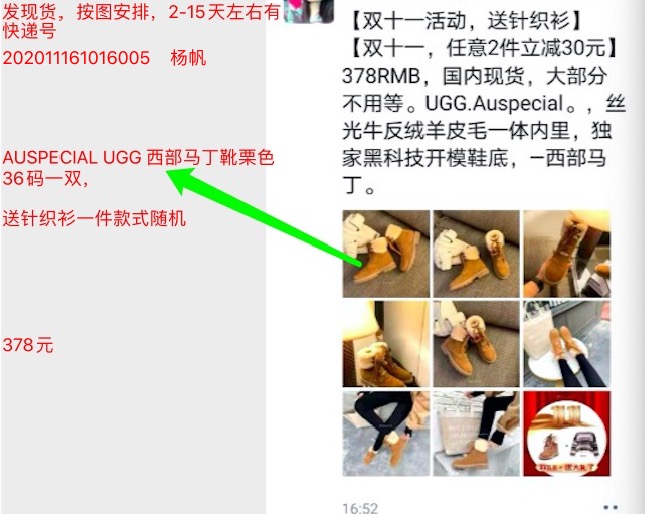 发现货，按图安排，2-15天左右有
快递号
202011161016005 杨帆
AUSPECIAL UGG 西部马丁靴栗色
36码一双，
送针织衫一件款式随机
378元
【双十一活动，送针织衫】
【双十一，任意2件立减30元】
378RMB，国内现货，大部分
不用等。UGG.Auspecial。，丝
光牛反绒羊皮毛一体内里，独
家黑科技开模鞋底，—西部马
丁。
16:52